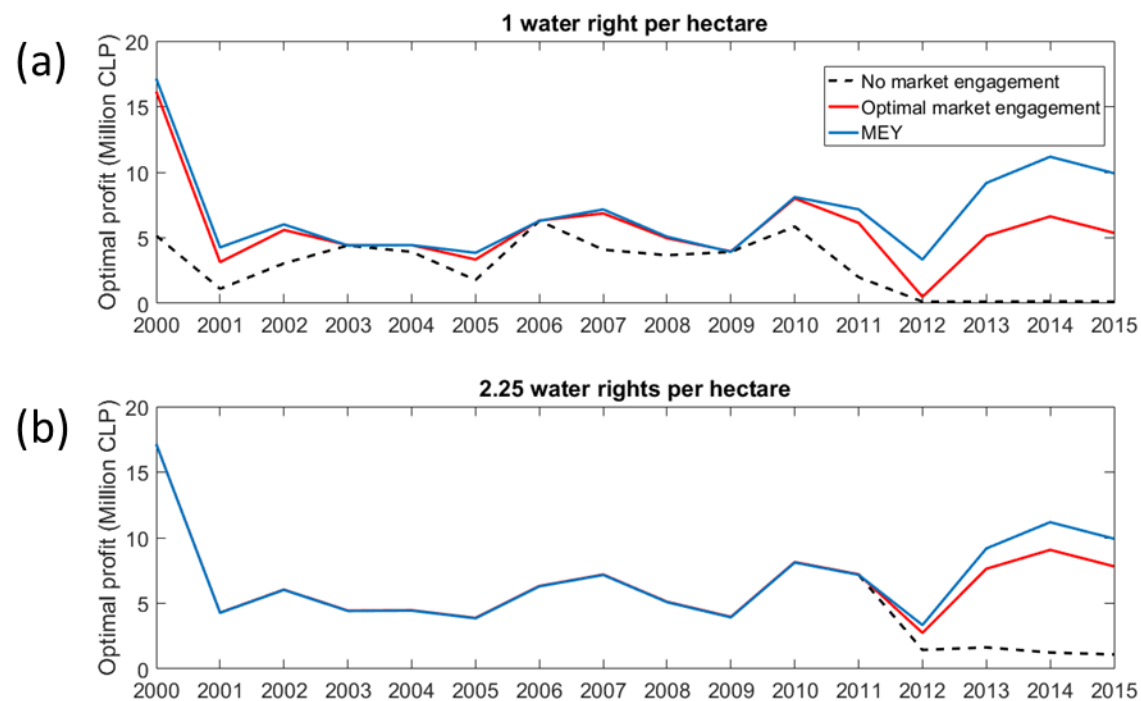 (a)
1 water right per hectare
Optimal profit (Million CLP)
20
15
10
5
0
No market engagement
Optimal market engagement
MEY
2000 2001 2002 2003 2004 2005 2006 2007 2008 2009 2010 2011 2012 2013 2014 2015
(b)
2.25 water rights per hectare
Optimal profit (Million CLP)
20
15
10
5
0
2000 2001 2002 2003 2004 2005 2006 2007 2008 2009 2010 2011 2012 2013 2014 2015